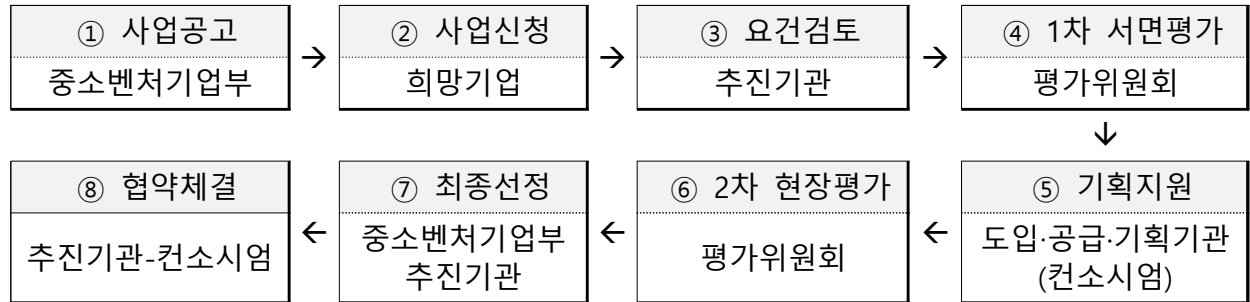 ① 사업공고
중소벤처기업부
→
② 사업신청
희망기업
→
③ 요건검토
추진기관
→
④ 1차 서면평가
평가위원회
↓
⑤ 기획지원
도입·공급·기획기관
(컨소시엄)
←
⑥ 2차 현장평가
평가위원회
←
⑦ 최종선정
중소벤처기업부
추진기관
←
⑧ 협약체결
추진기관-컨소시엄